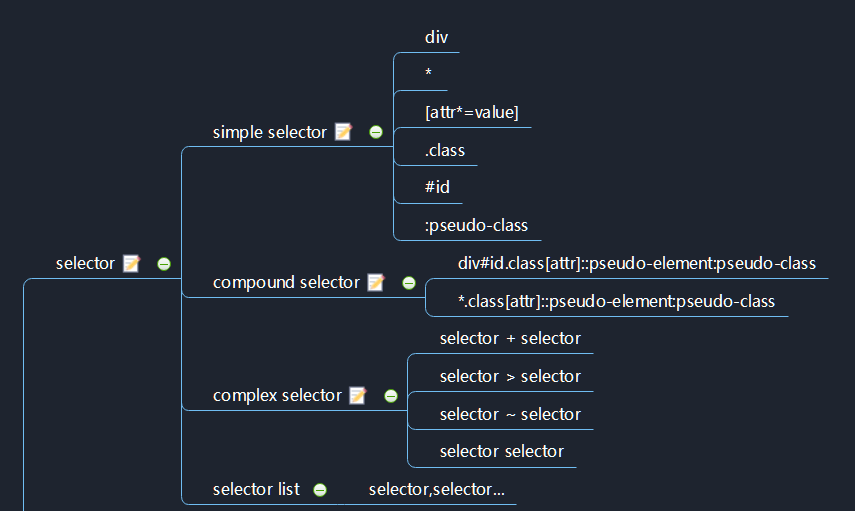 selector
simple selector
div
*
[attr*=value]
.class
#id
:pseudo-class
compound selector
div#id.class[attr]::pseudo-element:pseudo-class
*.class[attr]::pseudo-element:pseudo-class
complex selector
selector + selector
selector > selector
selector ~ selector
selector selector
selector list
selector,selector...